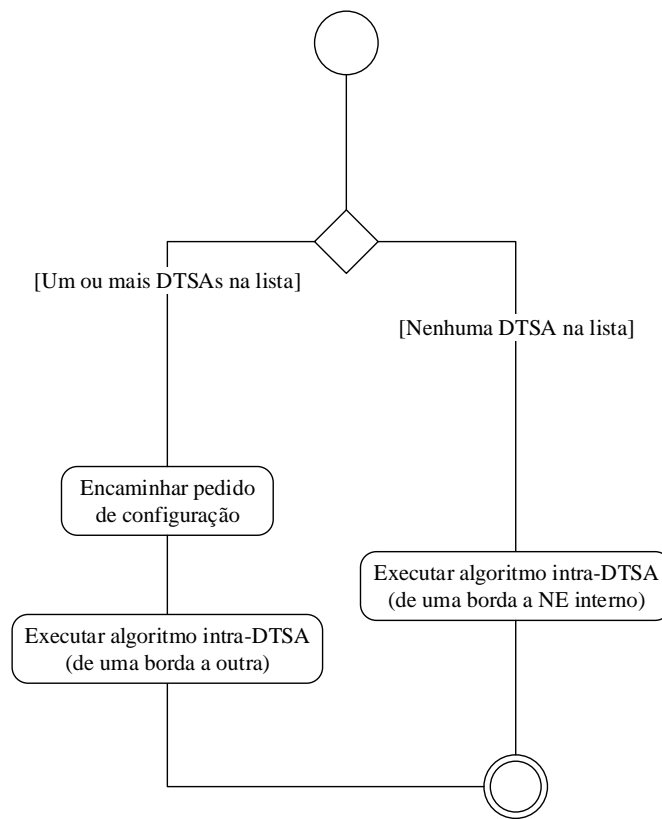 [Um ou mais DTSAs na lista]
[Nenhuma DTSA na lista]
Encaminhar pedido
de configuração
Executar algoritmo intra-DTSA
(de uma borda a NE interno)
Executar algoritmo intra-DTSA
(de uma borda a outra)